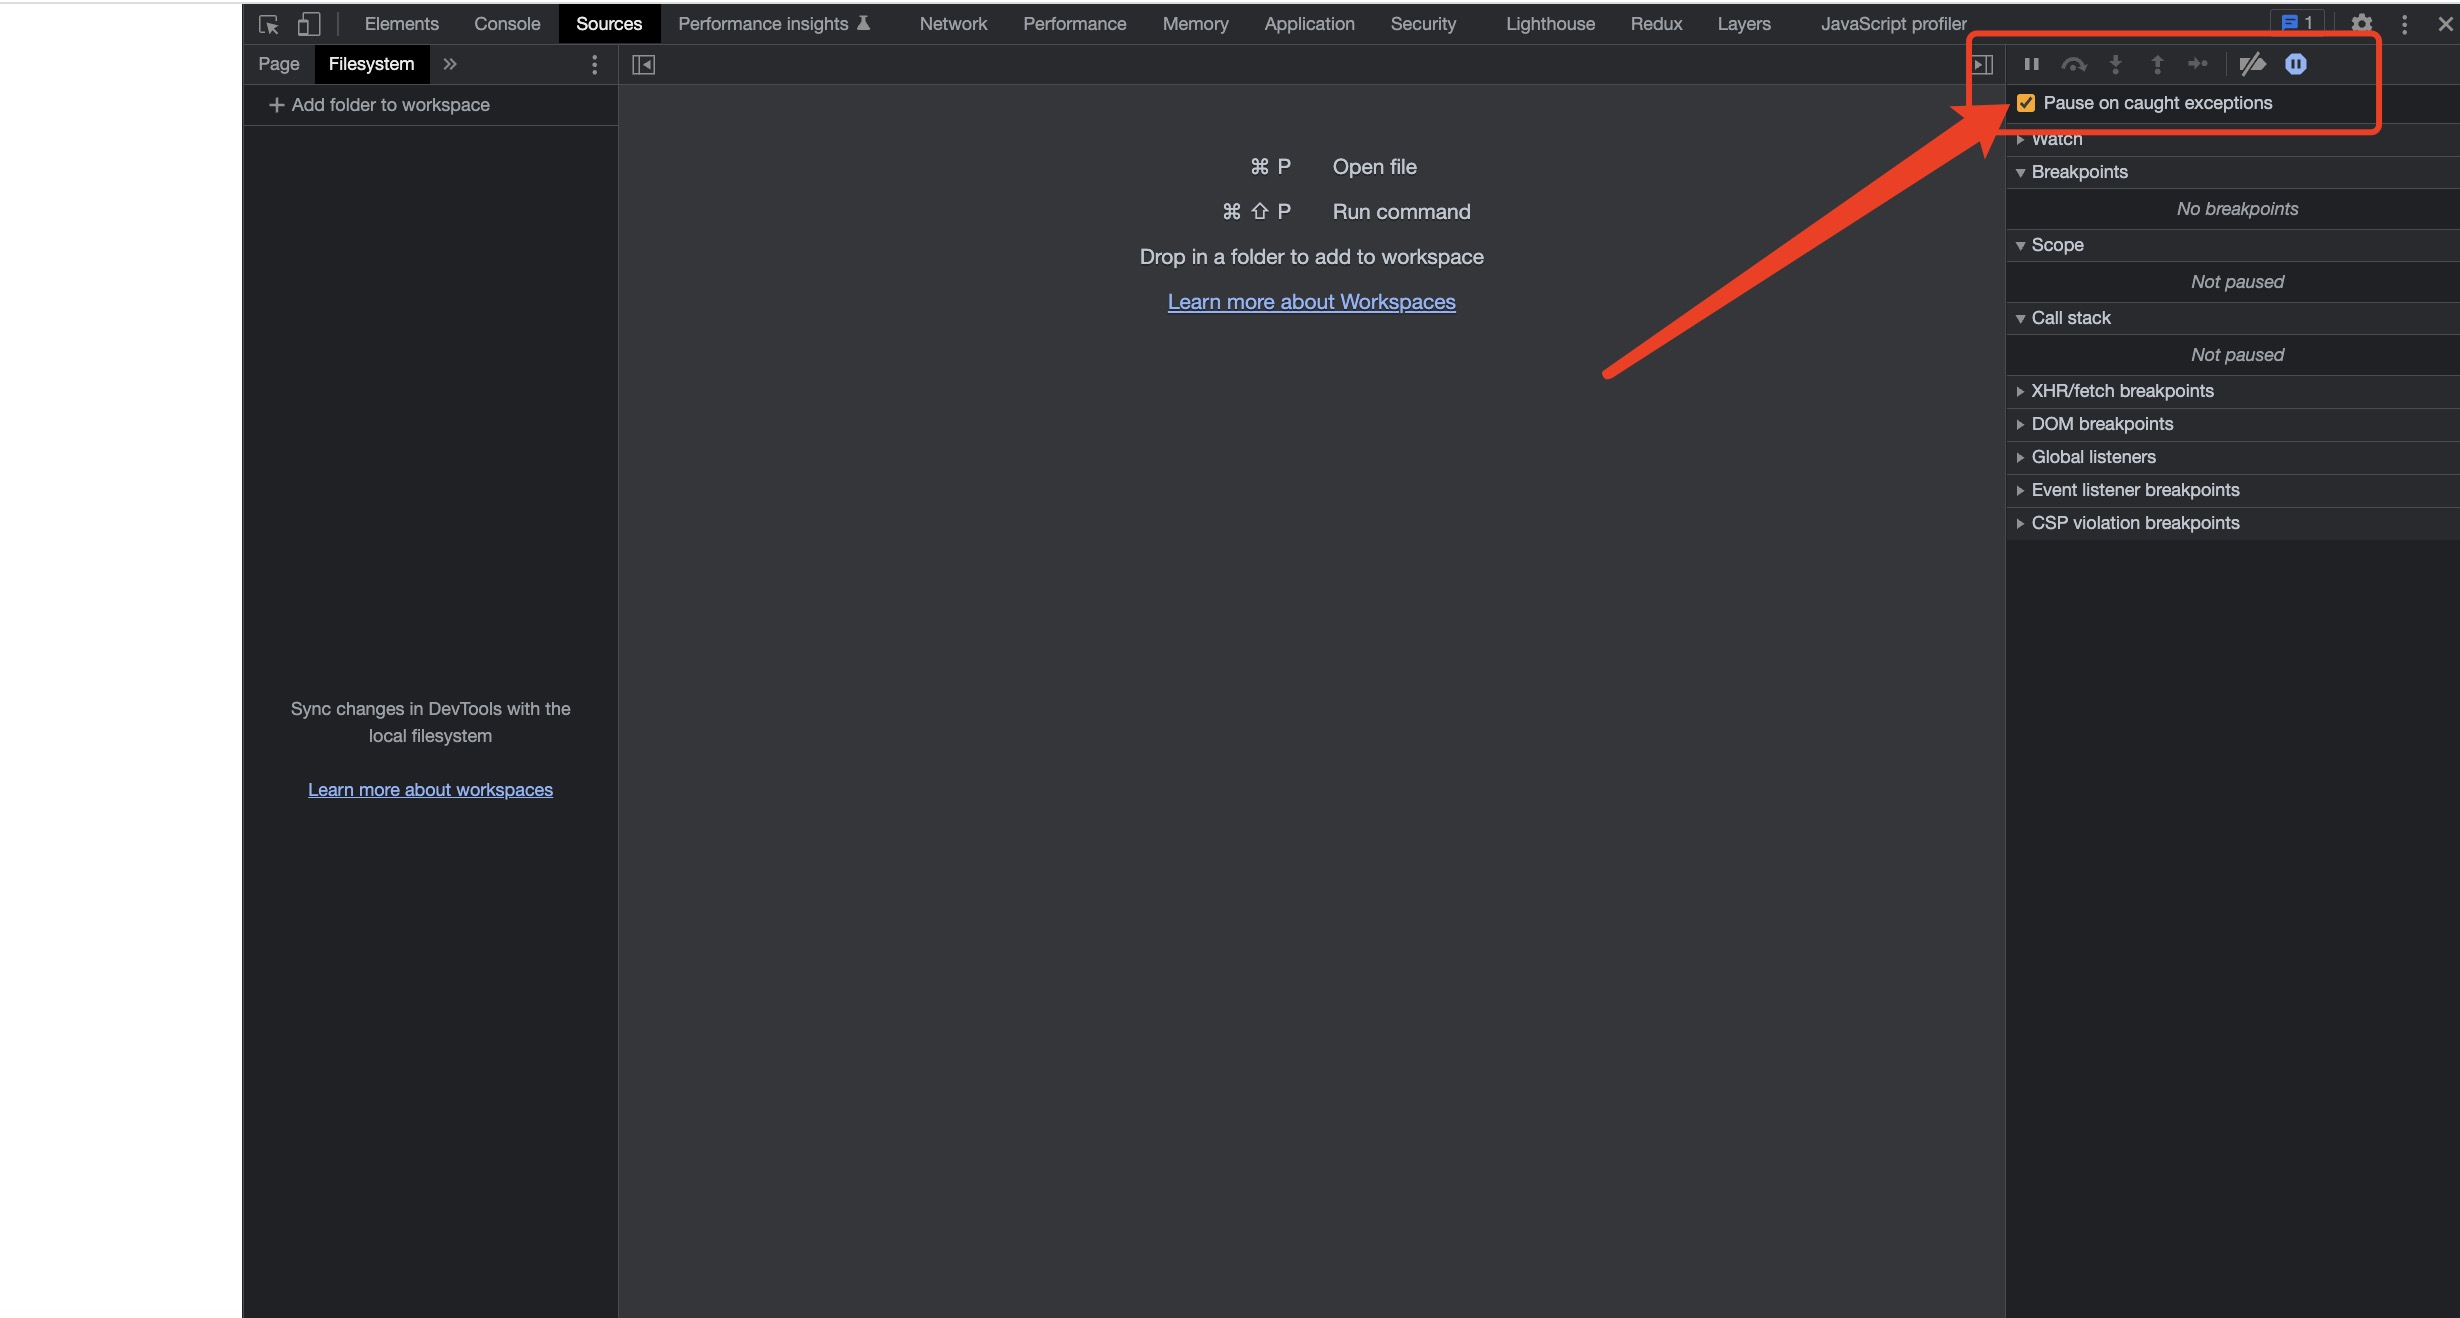 Elements Console Sources Performance insights Network Performance Memory Application Security Lighthouse Redux Layers JavaScript profiler 1
Page Filesystem
+ Add folder to workspace
Sync changes in DevTools with the
local filesystem
Learn more about workspaces
⌘ P Open file
⌘ ⇧ P Run command
Drop in a folder to add to workspace
Learn more about Workspaces
Pause on caught exceptions
Watch
Breakpoints
No breakpoints
Scope
Not paused
Call stack
Not paused
XHR/fetch breakpoints
DOM breakpoints
Global listeners
Event listener breakpoints
CSP violation breakpoints